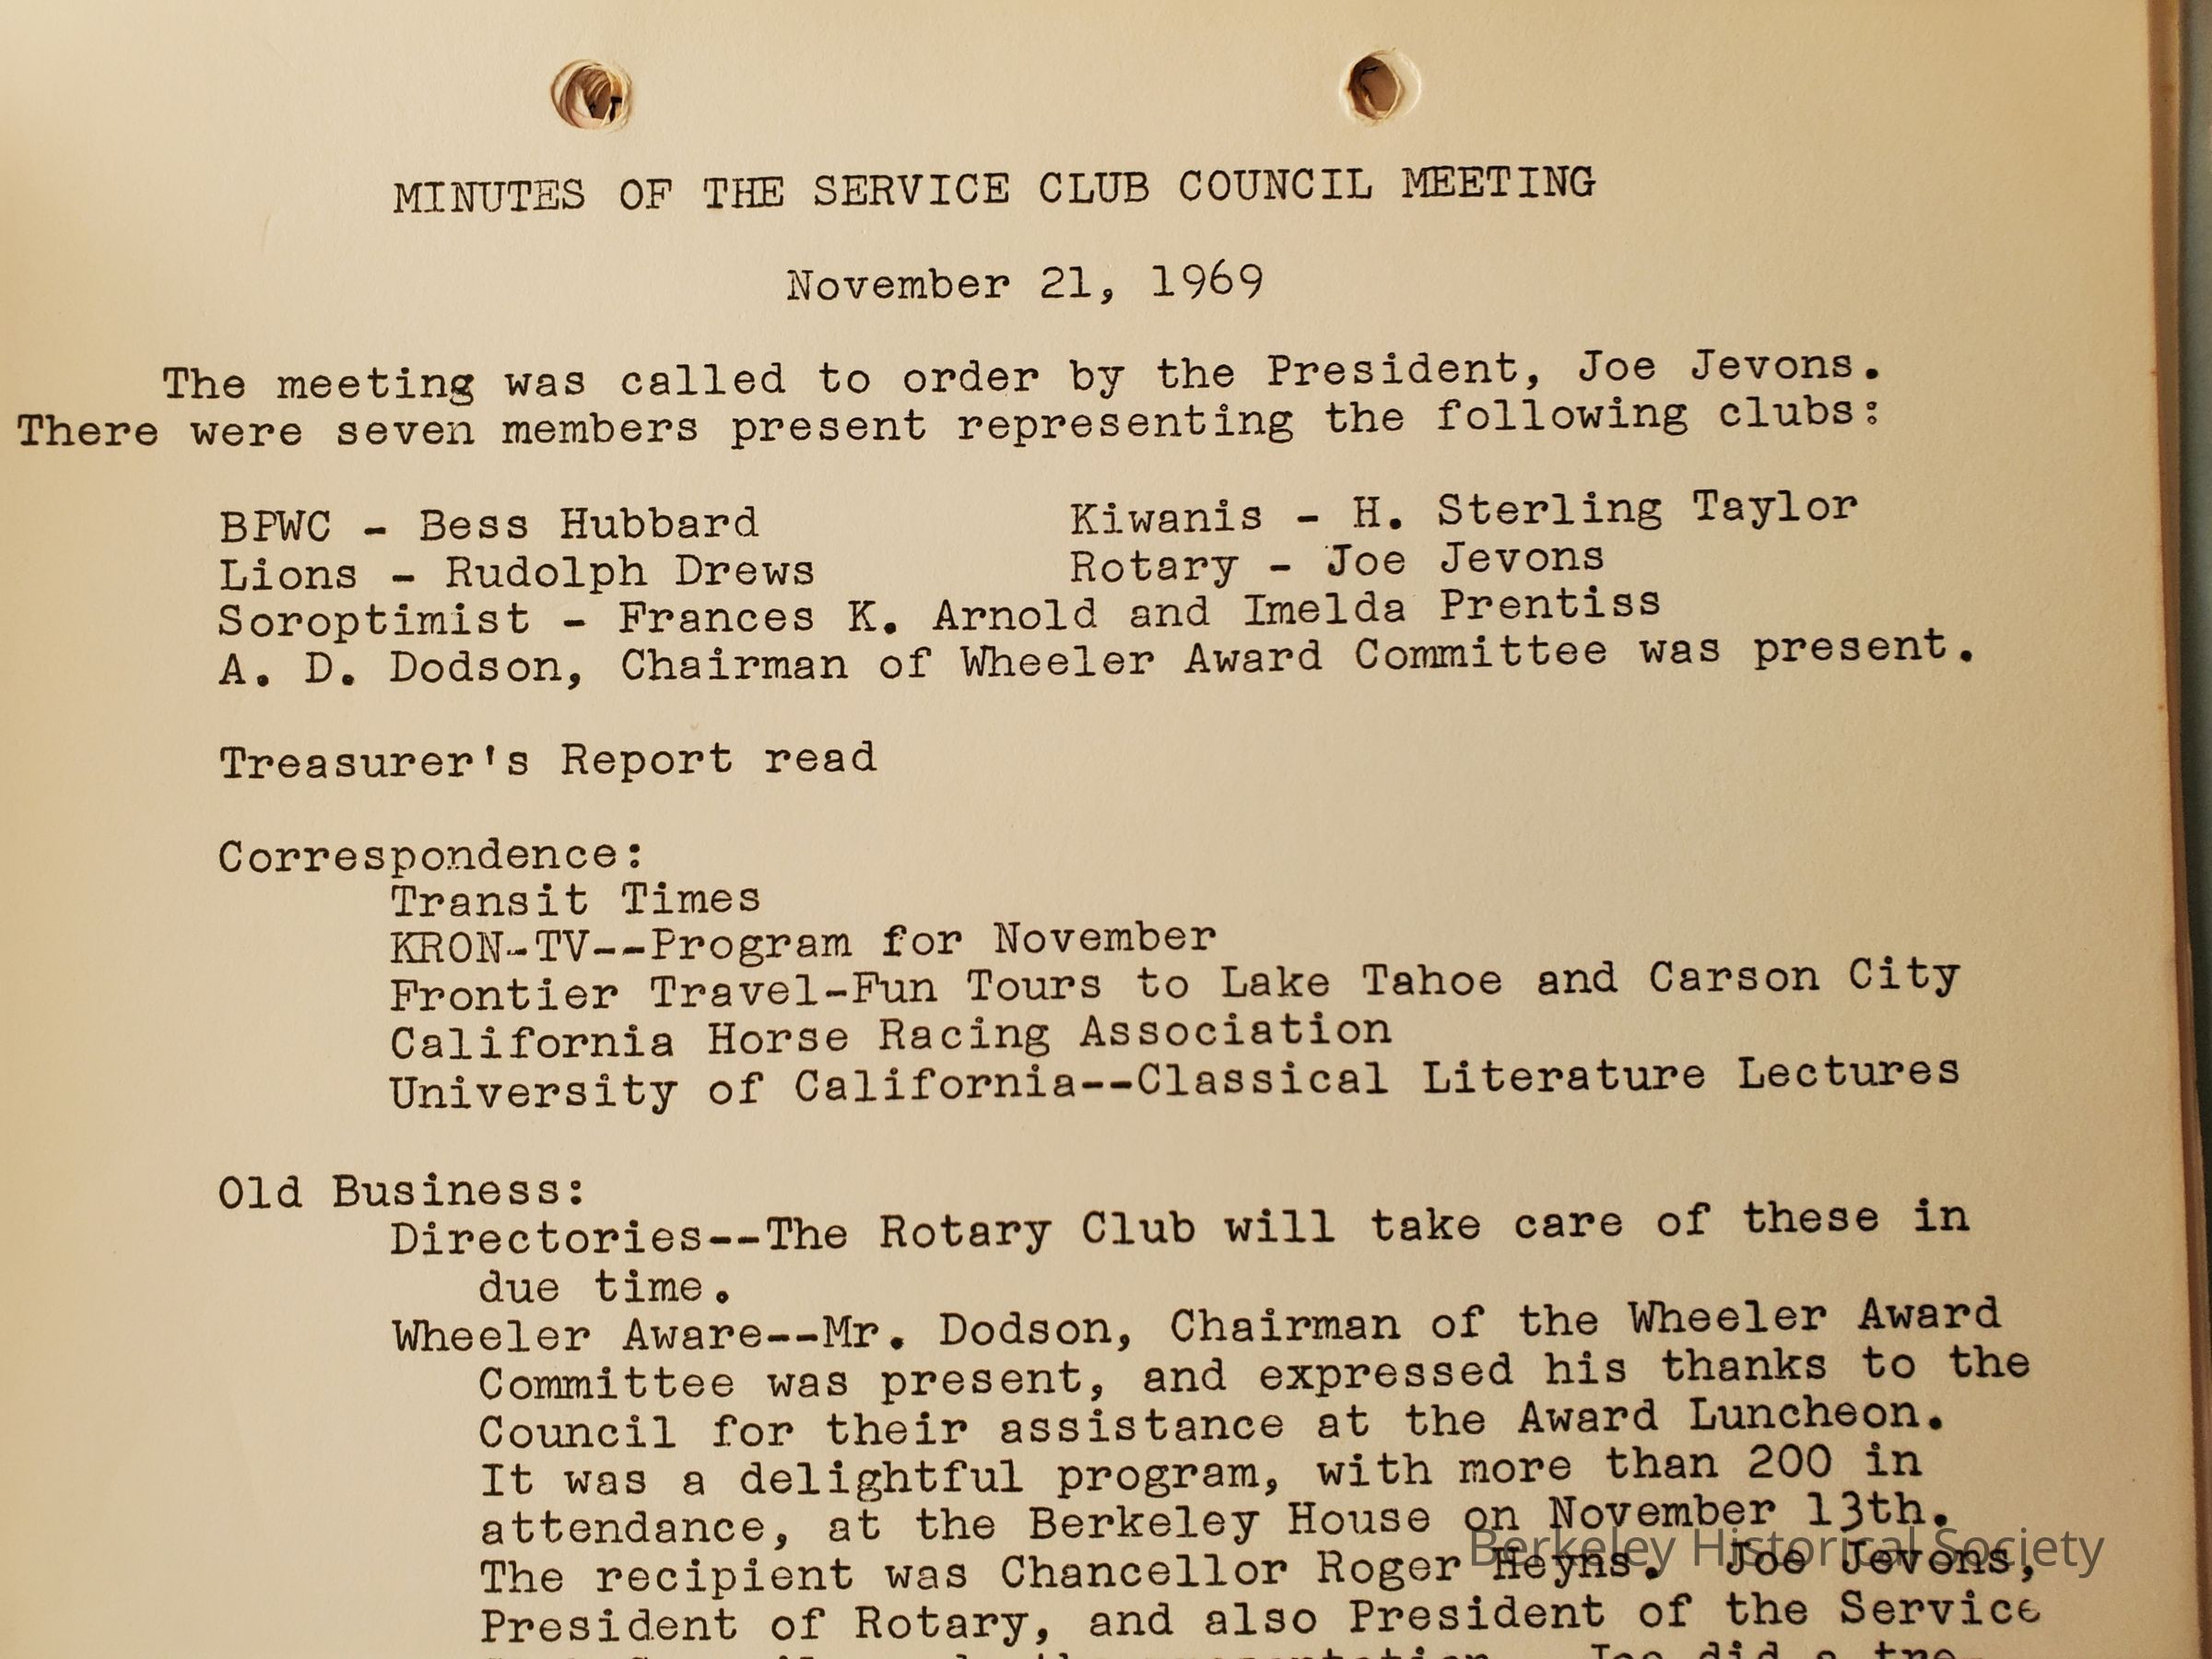 MINUTES OF THE SERVICE CLUB COUNCIL MEETING
November 21, 1969
The meeting was called to order by the President, Joe Jevons.
There were seven members present representing the following clubs:
BPWC - Bess Hubbard    Kiwanis - H. Sterling Taylor
Lions - Rudolph Drews    Rotary - Joe Jevons
Soroptimist - Frances K. Arnold and Imelda Prentiss
A. D. Dodson, Chairman of Wheeler Award Committee was present.
Treasurer's Report read
Correspondence:
Transit Times
KRON-TV--Program for November
Frontier Travel-Fun Tours to Lake Tahoe and Carson City
California Horse Racing Association
University of California--Classical Literature Lectures
Old Business:
Directories--The Rotary Club will take care of these in
due time.
Wheeler Aware--Mr. Dodson, Chairman of the Wheeler Award
Committee was present, and expressed his thanks to the
Council for their assistance at the Award Luncheon.
It was a delightful program, with more than 200 in
attendance, at the Berkeley House on November 13th.
The recipient was Chancellor Roger Heyns. Joe Jevons,
President of Rotary, and also President of the Service
Joe did a tre-
Berkeley Historical Society